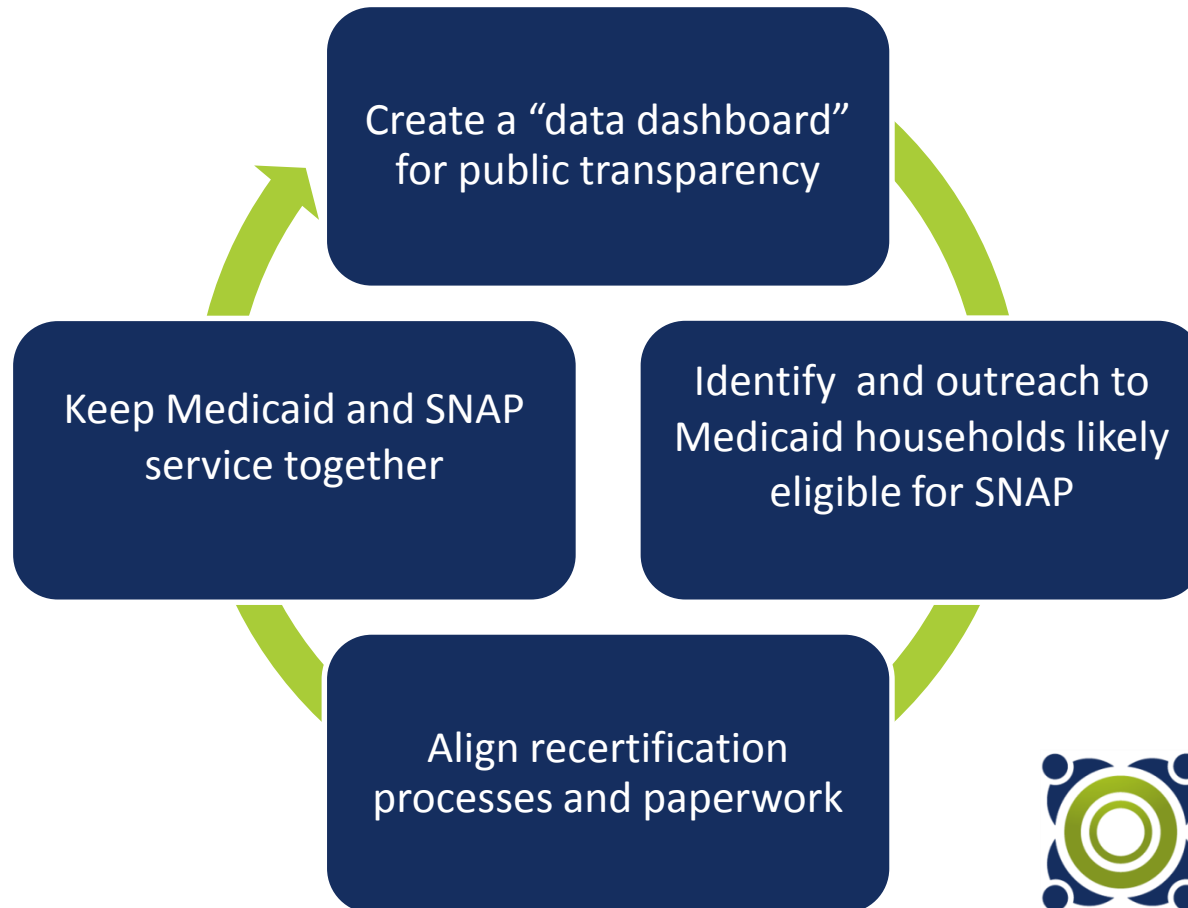 Create a “data dashboard”
for public transparency
Keep Medicaid and SNAP
service together
Identify and outreach to
Medicaid households likely
eligible for SNAP
Align recertification
processes and paperwork